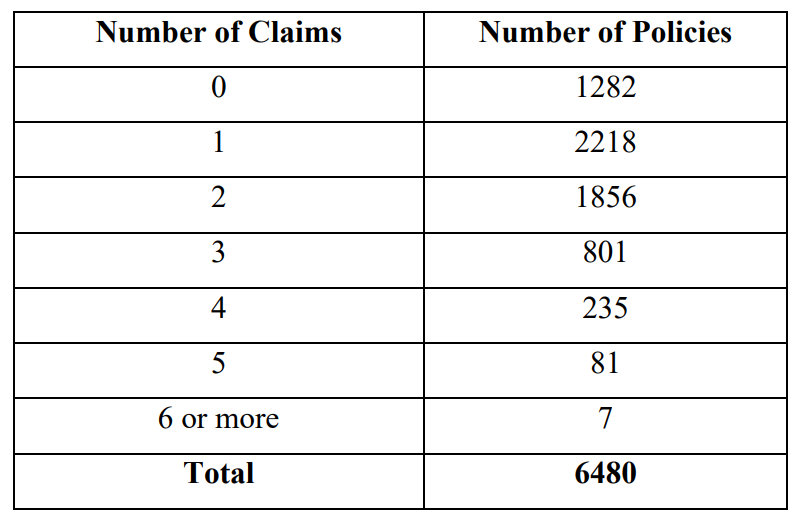 Number of Claims Number of Policies
0 1282
1 2218
2 1856
3 801
4 235
5 81
6 or more 7
Total 6480